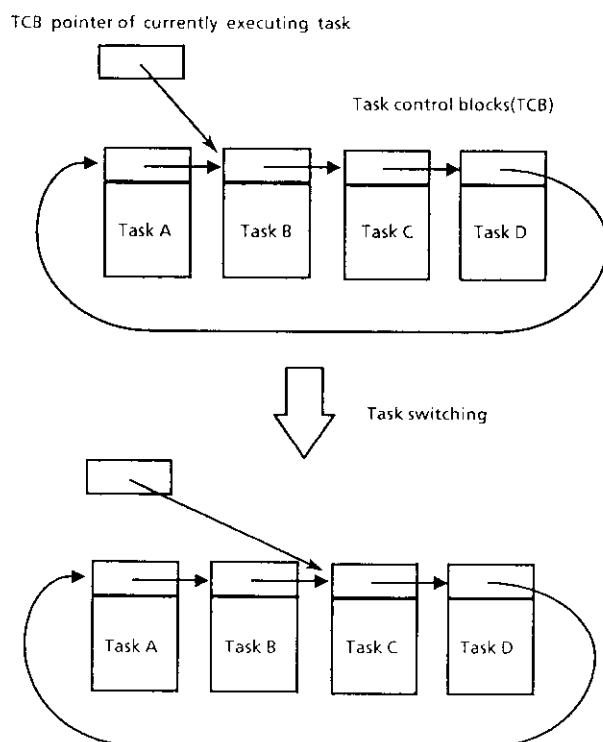 TCB pointer of currently executing task
Task control blocks(TCB)
Task A
Task B
Task C
Task D
Task switching
Task A
Task B
Task C
Task D